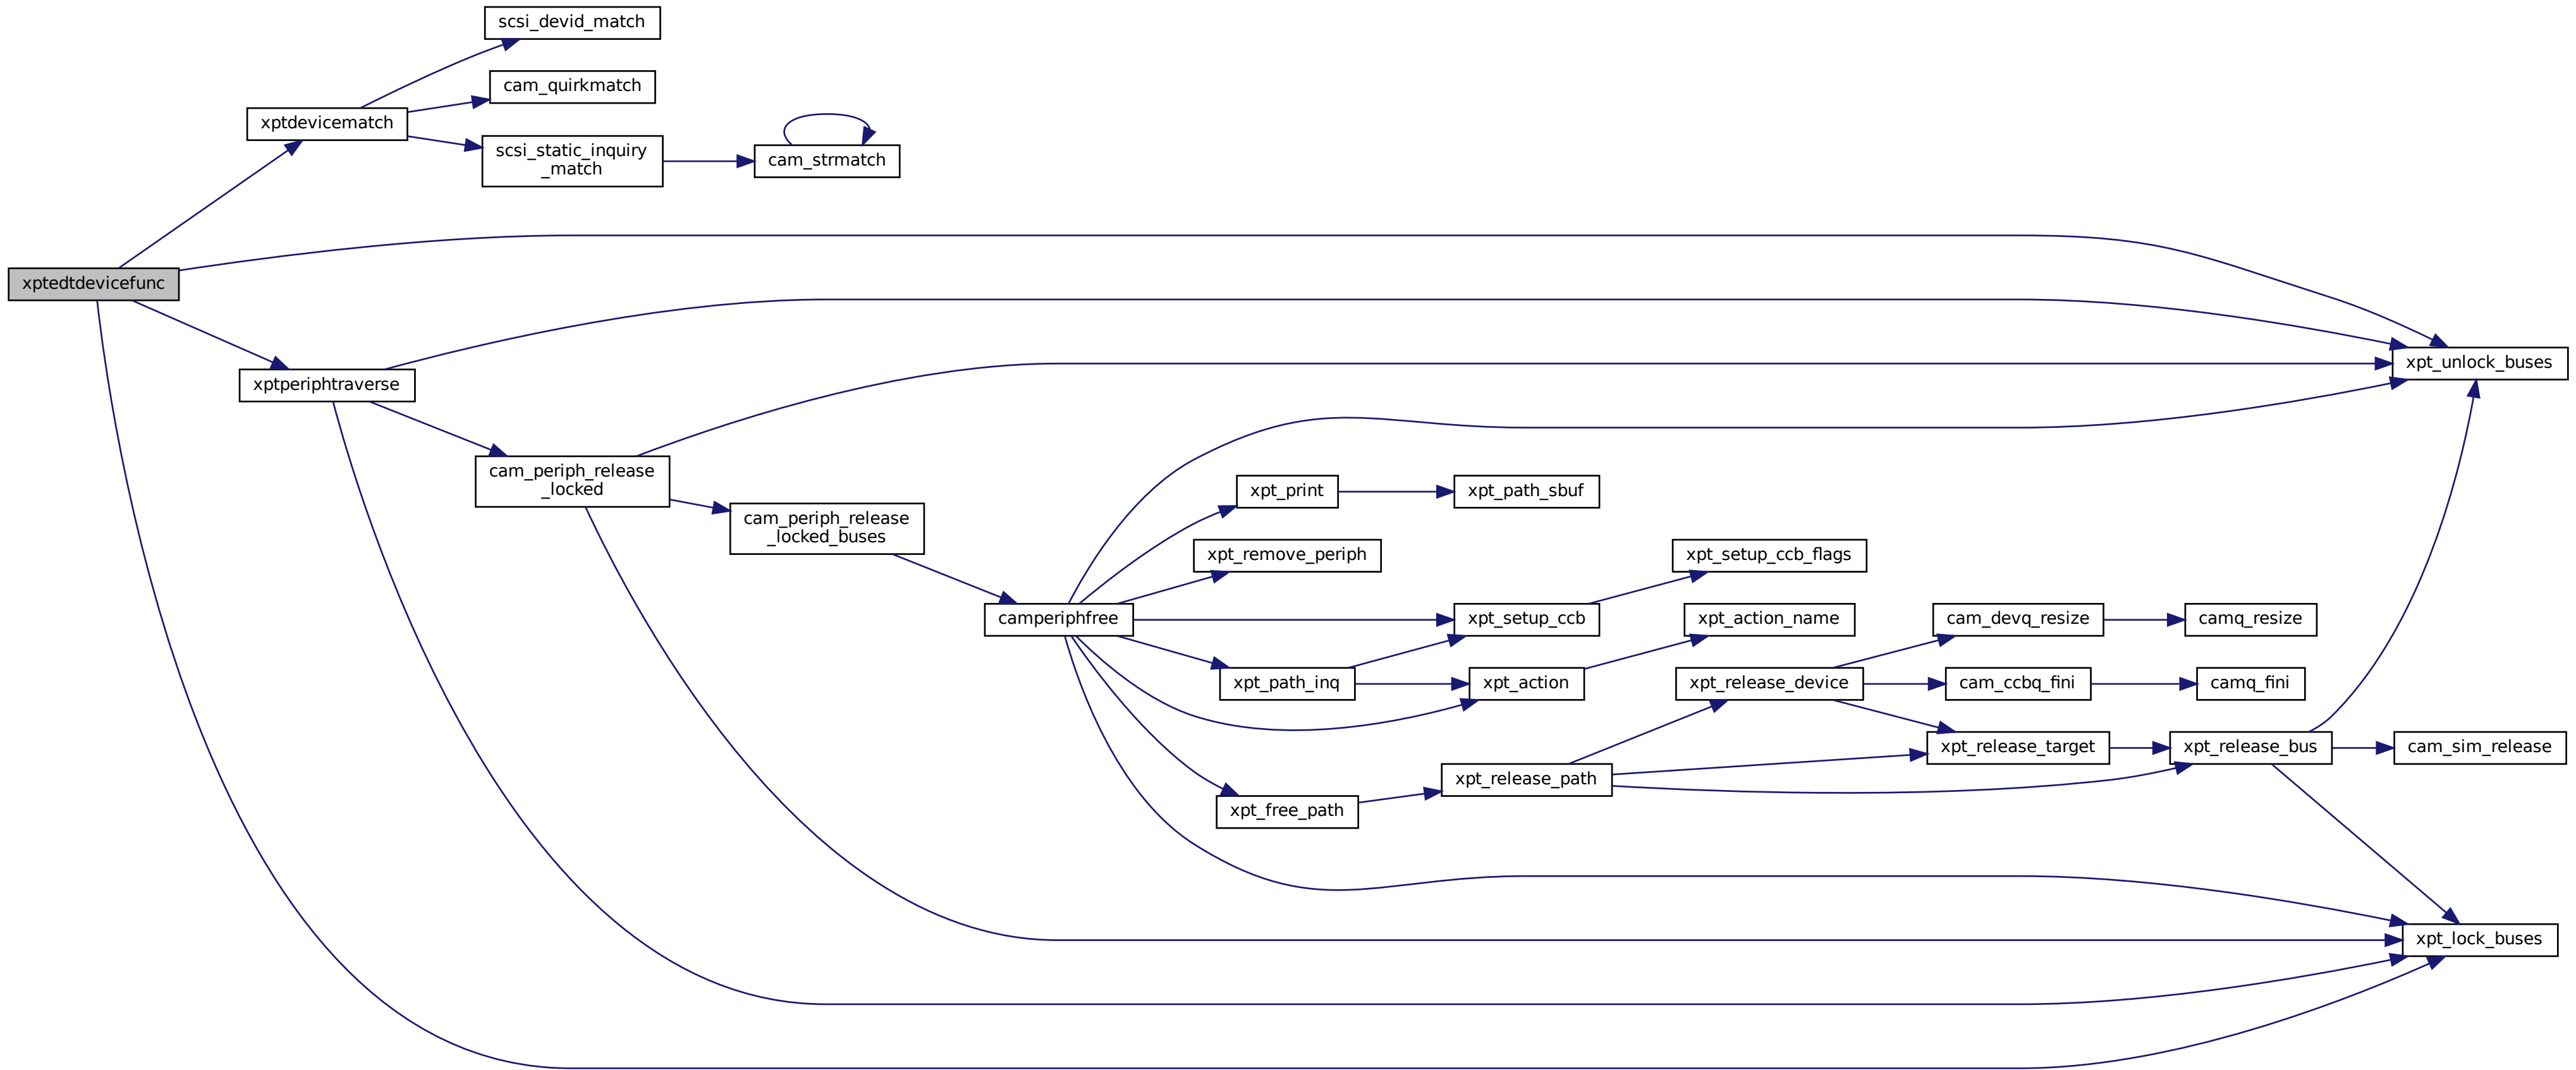 scsi_devid_match
cam_quirkmatch
xptdevicematch
scsi_static_inquiry
_match
cam_strmatch
xptedtdevicefunc
xpt_unlock_buses
xptperiphtraverse
cam_periph_release
_locked
xpt_print
xpt_path_sbuf
cam_periph_release
_locked_buses
xpt_remove_periph
xpt_setup_ccb_flags
camperiphfree
xpt_setup_ccb
xpt_action_name
cam_devq_resize
camq_resize
xpt_path_inq
xpt_action
xpt_release_device
cam_ccbq_fini
camq_fini
xpt_release_target
xpt_release_bus
cam_sim_release
xpt_release_path
xpt_free_path
xpt_lock_buses